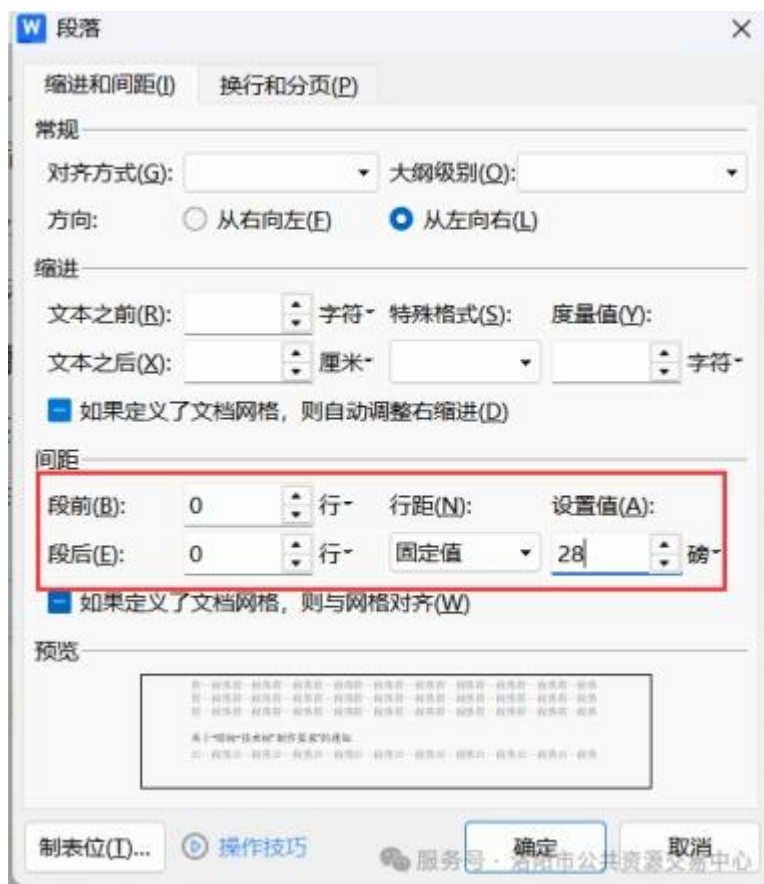 W 段落
缩进和间距(I) 换行和分页(P)
常规
对齐方式(G): 大纲级别(O):
方向: 从右向左(F) 从左向右(L)
缩进
文本之前(R): 字符 特殊格式(S): 度量值(Y):
文本之后(X): 厘米 字符
如果定义了文档网格，则自动调整右缩进(D)
间距
段前(B): 0 行 行距(N): 设置值(A):
段后(E): 0 行 固定值 28 磅
如果定义了文档网格，则与网格对齐(W)
预览
制表位(T)... 操作技巧 确定 取消
服务号 · 洛阳市公共资源交易中心